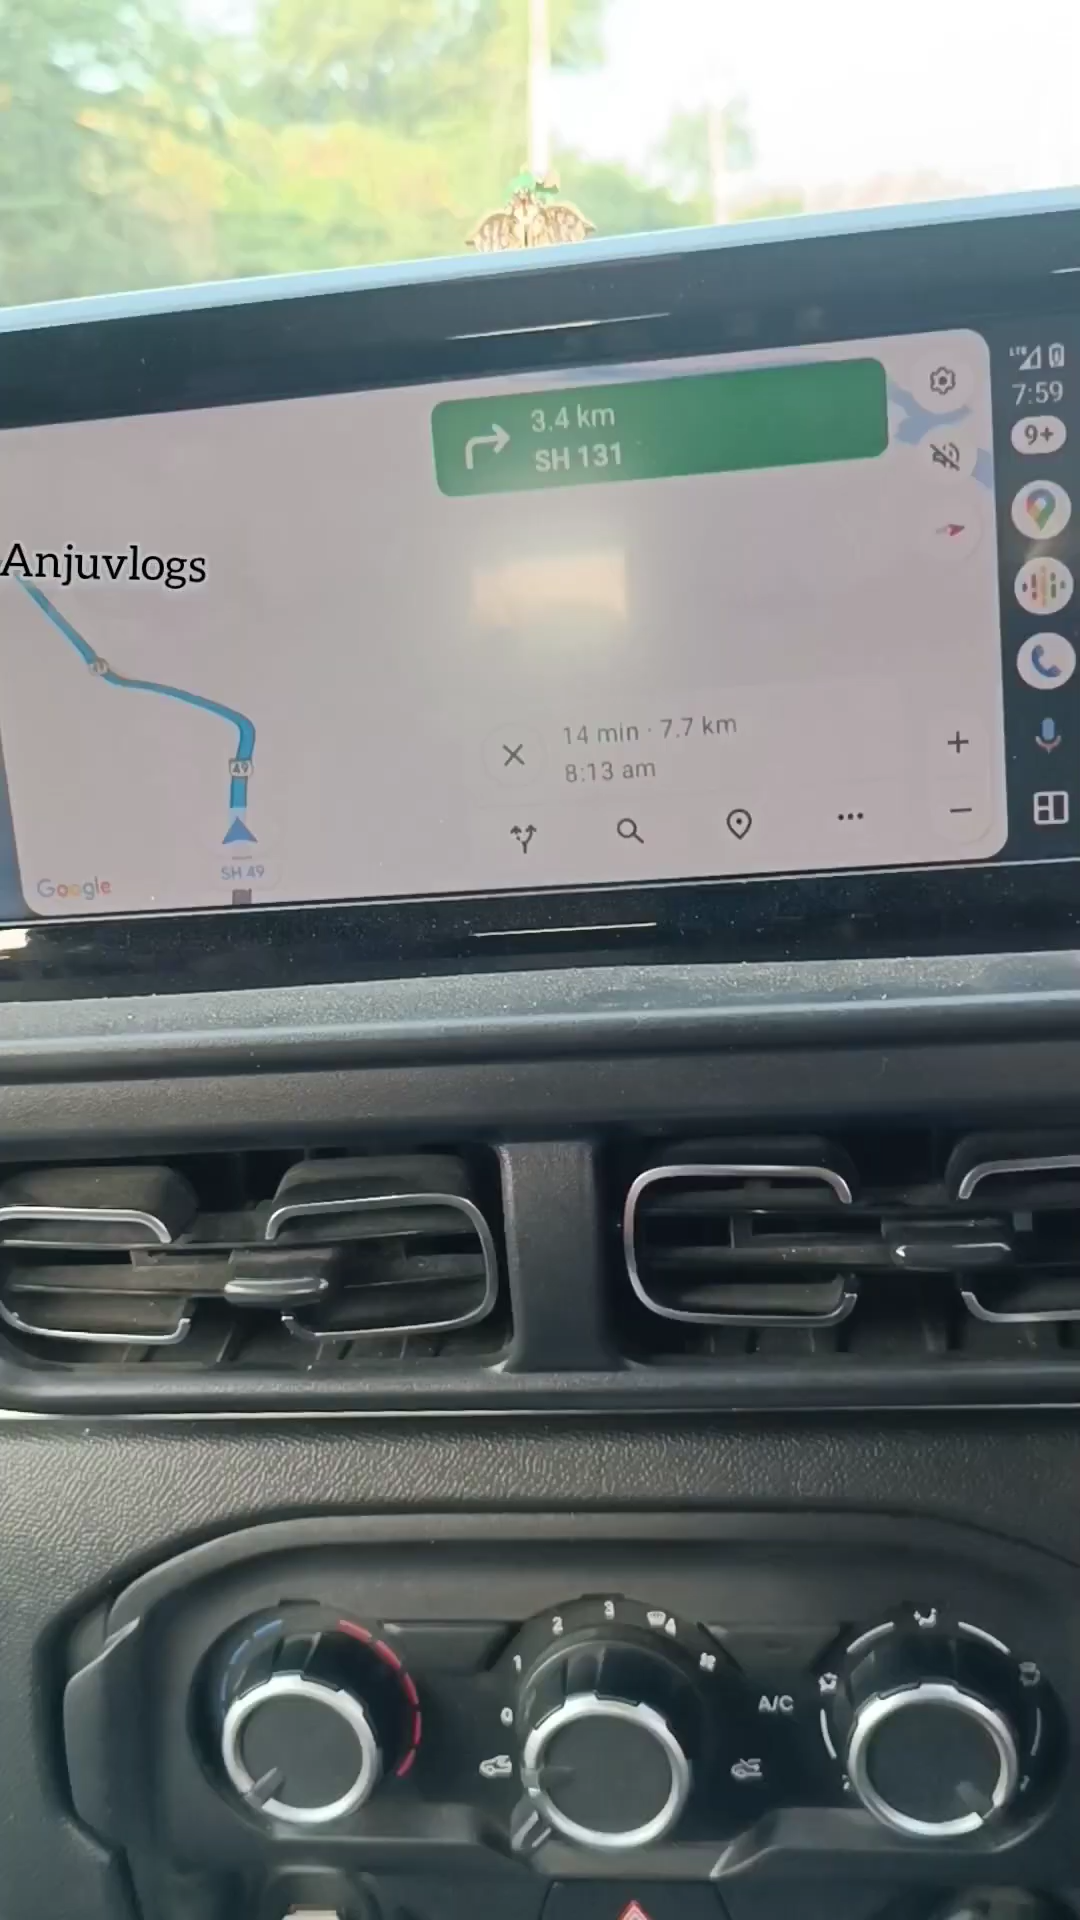 LTE
7:59
9+
3.4 km
SH 131
Anjuvlogs
49
14 min · 7.7 km
8:13 am
SH 49
Google
0
1
2
3
4
A/C